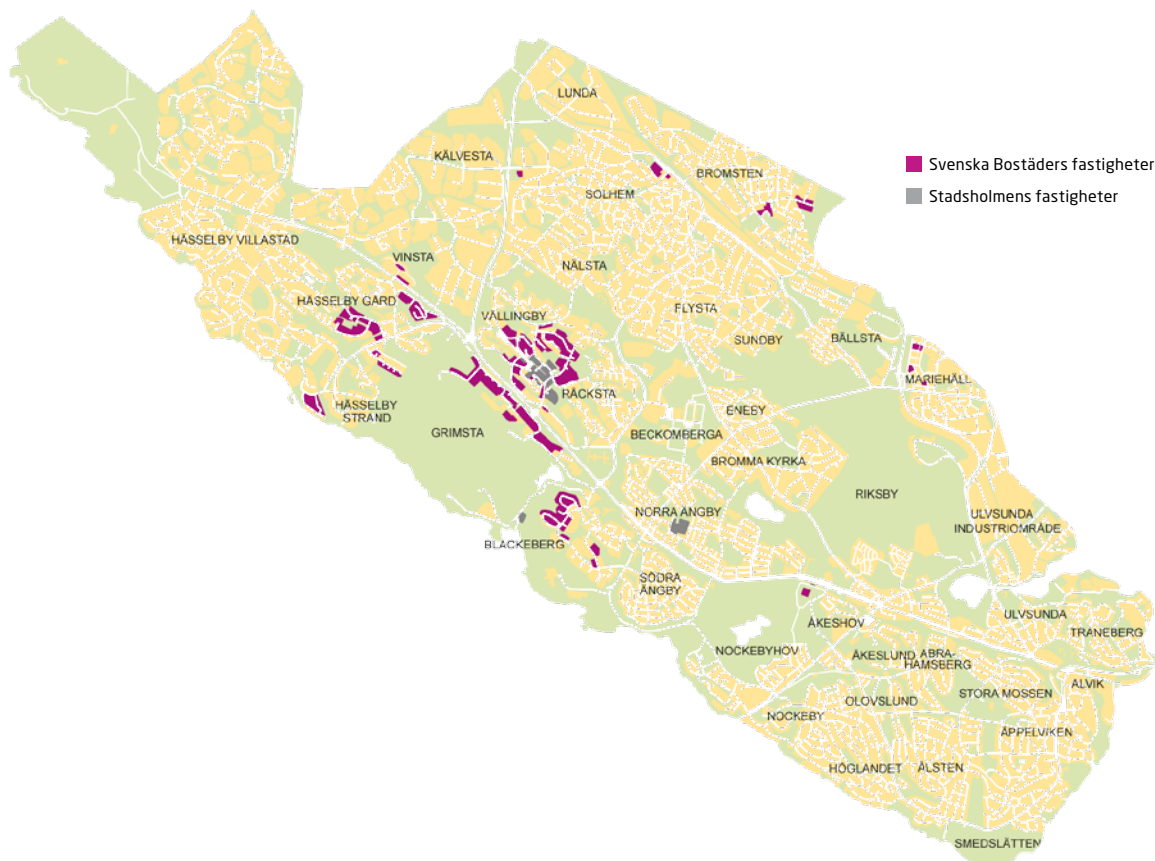 LUNDA
KÄLVESTA
BROMSTEN
Svenska Bostäders fastigheter
SOLHEM
Stadsholmens fastigheter
HÄSSELBY VILLASTAD
VINSTA
NÄLSTA
HÄSSELBY GÅRD
FLYSTA
VÄLLINGBY
SUNDBY
BÄLLSTA
MARIEHÄLL
RÅCKSTA
HÄSSELBY
STRAND
ENEBY
GRIMSTA
BECKOMBERGA
BROMMA KYRKA
RIKSBY
NORRA ÄNGBY
ULVSUNDA
INDUSTRIOMRÅDE
BLACKEBERG
SÖDRA
ÄNGBY
ULVSUNDA
ÅKESHOV
TRANEBERG
NOCKEBYHOV
ÅKESLUND
ABRA-
HAMSBERG
ALVIK
STORA MOSSEN
OLOVSLUND
NOCKEBY
ÄPPELVIKEN
HÖGLANDET
ÅLSTEN
SMEDSLÄTTEN